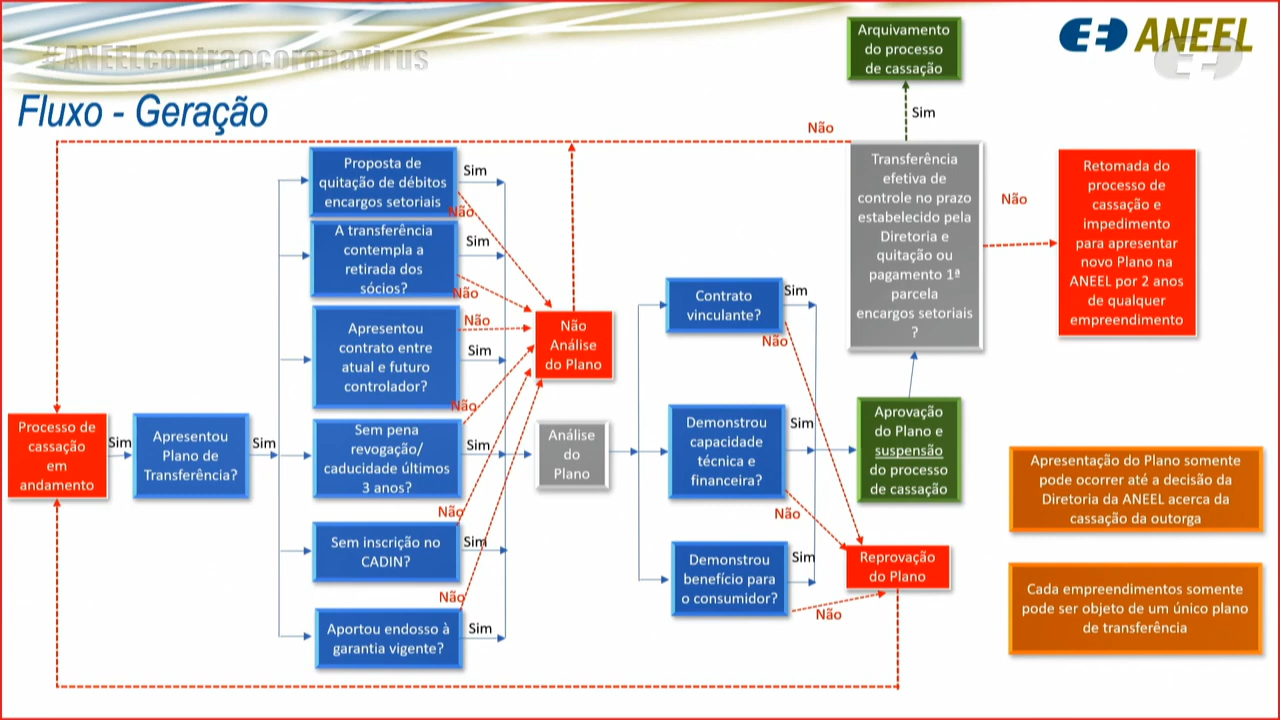 #ANEELcontraocoronavirus
ANEEL
Fluxo - Geração
Arquivamento
do processo
de cassação
Sim
Não
Processo de
cassação
em
andamento
Sim
Apresentou
Plano de
Transferência?
Sim
Proposta de
quitação de débitos
encargos setoriais
Sim
Não
A transferência
contempla a
retirada dos
sócios?
Sim
Não
Apresentou
contrato entre
atual e futuro
controlador?
Não
Sim
Sem pena
revogação/
caducidade últimos
3 anos?
Não
Sim
Sem inscrição no
CADIN?
Não
Sim
Aportou endosso à
garantia vigente?
Não
Sim
Não
Análise
do Plano
Análise
do
Plano
Contrato
vinculante?
Sim
Não
Demonstrou
capacidade
técnica e
financeira?
Sim
Não
Demonstrou
benefício para
o consumidor?
Sim
Não
Transferência
efetiva de
controle no prazo
estabelecido pela
Diretoria e
quitação ou
pagamento 1ª
parcela
encargos setoriais
?
Não
Retomada do
processo de
cassação e
impedimento
para apresentar
novo Plano na
ANEEL por 2 anos
de qualquer
empreendimento
Aprovação
do Plano e
suspensão
do processo
de cassação
Reprovação
do Plano
Apresentação do Plano somente
pode ocorrer até a decisão da
Diretoria da ANEEL acerca da
cassação da outorga
Cada empreendimentos somente
pode ser objeto de um único plano
de transferência